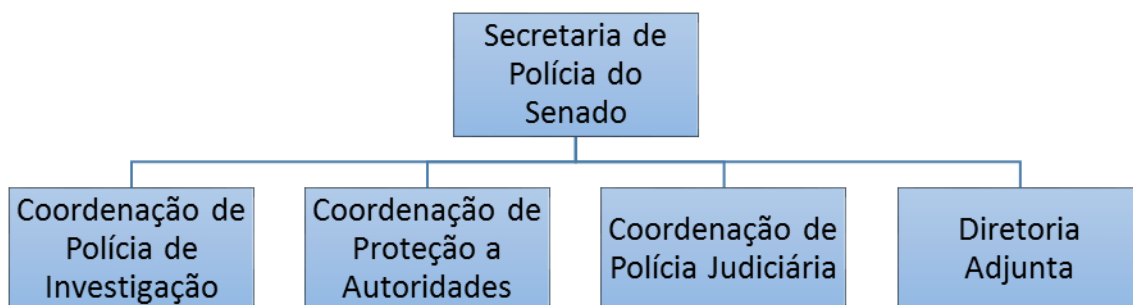 Secretaria de
Polícia do
Senado
Coordenação de
Polícia de
Investigação
Coordenação de
Proteção a
Autoridades
Coordenação de
Polícia Judiciária
Diretoria
Adjunta